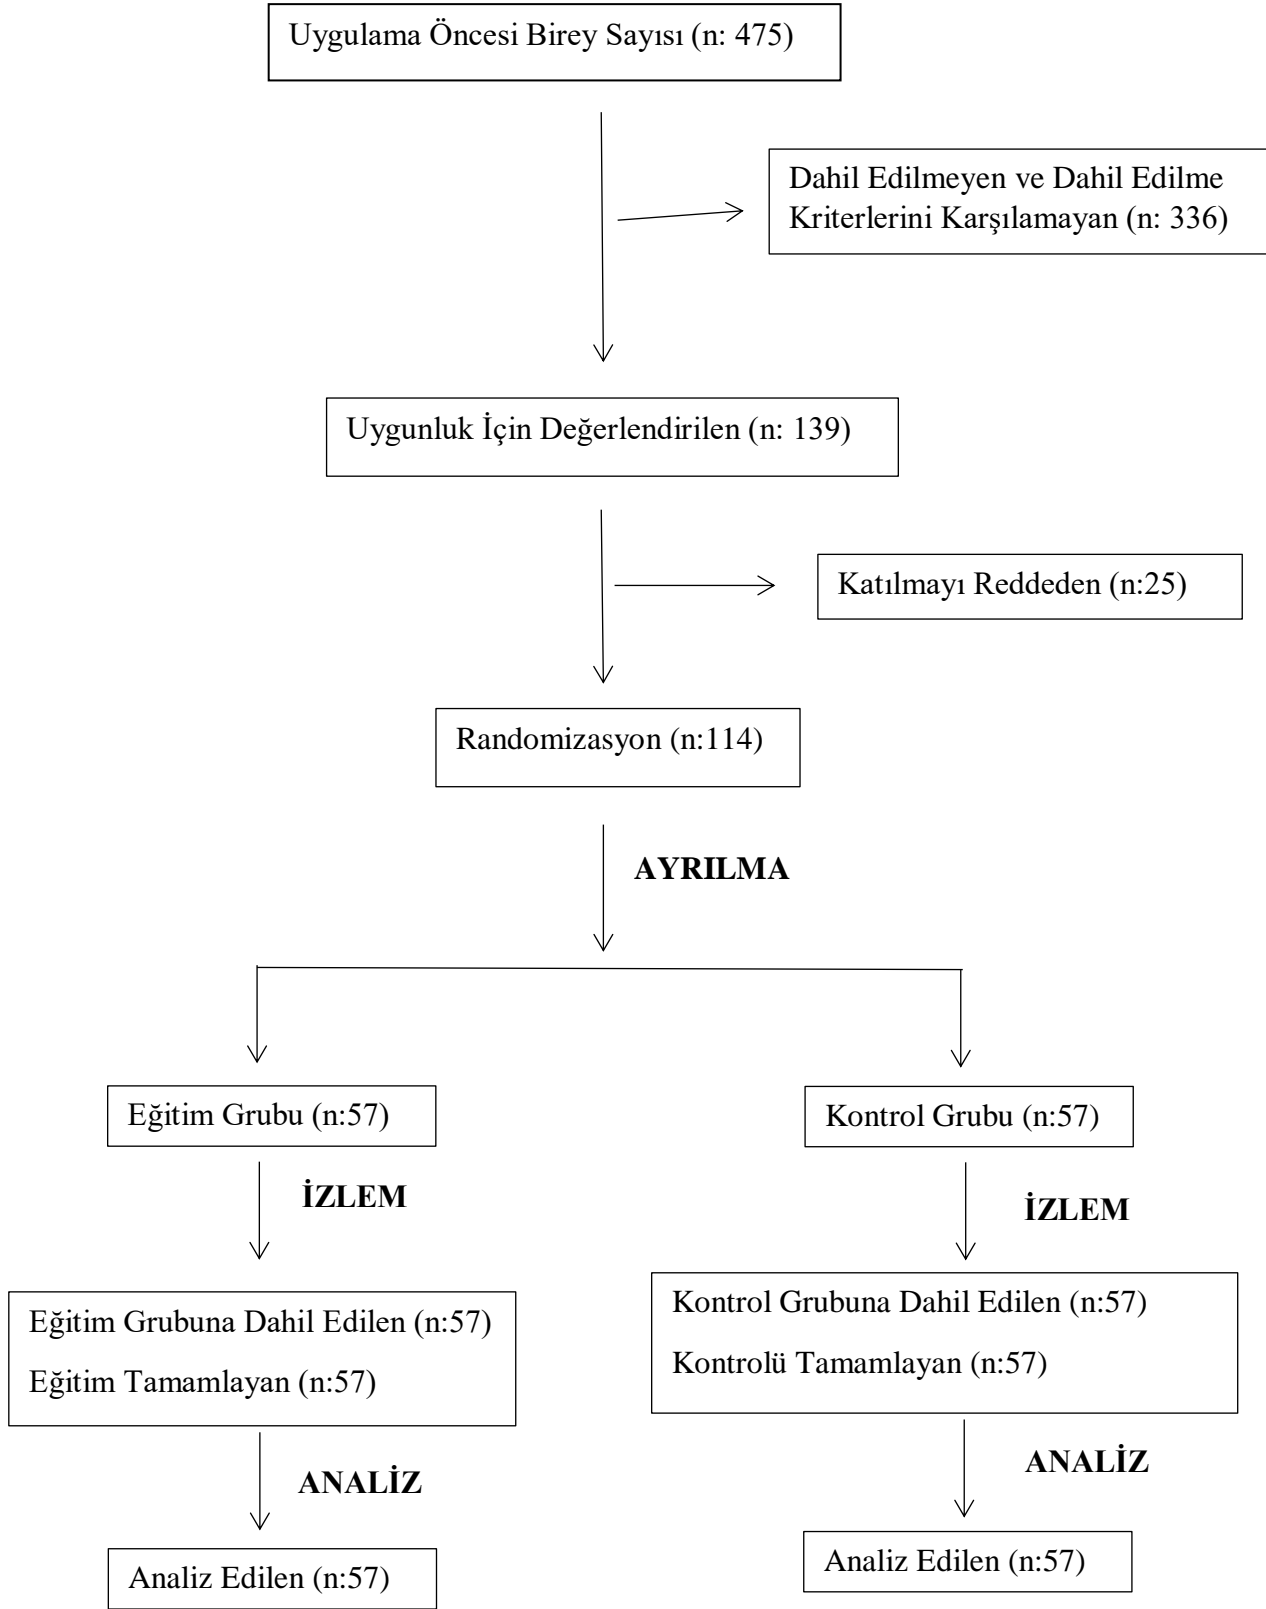 Uygulama Öncesi Birey Sayısı (n: 475)
Dahil Edilmeyen ve Dahil Edilme
Kriterlerini Karşılamayan (n: 336)
Uygunluk İçin Değerlendirilen (n: 139)
Katılmayı Reddeden (n:25)
Randomizasyon (n:114)
AYRILMA
Eğitim Grubu (n:57)
Kontrol Grubu (n:57)
İZLEM
İZLEM
Eğitim Grubuna Dahil Edilen (n:57)
Eğitim Tamamlayan (n:57)
Kontrol Grubuna Dahil Edilen (n:57)
Kontrolü Tamamlayan (n:57)
ANALİZ
ANALİZ
Analiz Edilen (n:57)
Analiz Edilen (n:57)